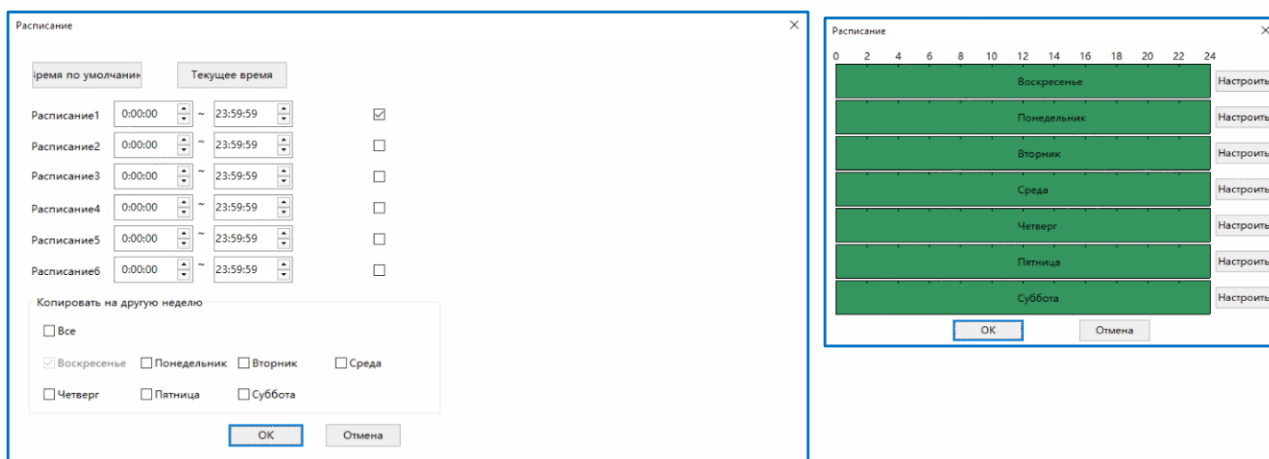 Расписание
Время по умолчани
Текущее время
Расписание1 0:00:00 ~ 23:59:59
Расписание2 0:00:00 ~ 23:59:59
Расписание3 0:00:00 ~ 23:59:59
Расписание4 0:00:00 ~ 23:59:59
Расписание5 0:00:00 ~ 23:59:59
Расписание6 0:00:00 ~ 23:59:59
Копировать на другую неделю
Все
Воскресенье Понедельник Вторник Среда
Четверг Пятница Суббота
OK Отмена
Расписание
0 2 4 6 8 10 12 14 16 18 20 22 24
Воскресенье Настроить
Понедельник Настроить
Вторник Настроить
Среда Настроить
Четверг Настроить
Пятница Настроить
Суббота Настроить
OK Отмена